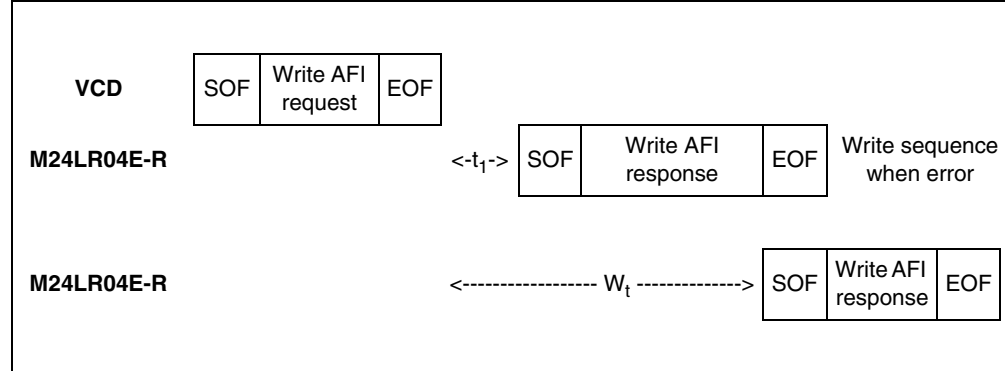 VCD SOF Write AFI request EOF
M24LR04E-R <-t1-> SOF Write AFI response EOF Write sequence when error
M24LR04E-R <------------------ Wt --------------> SOF Write AFI response EOF